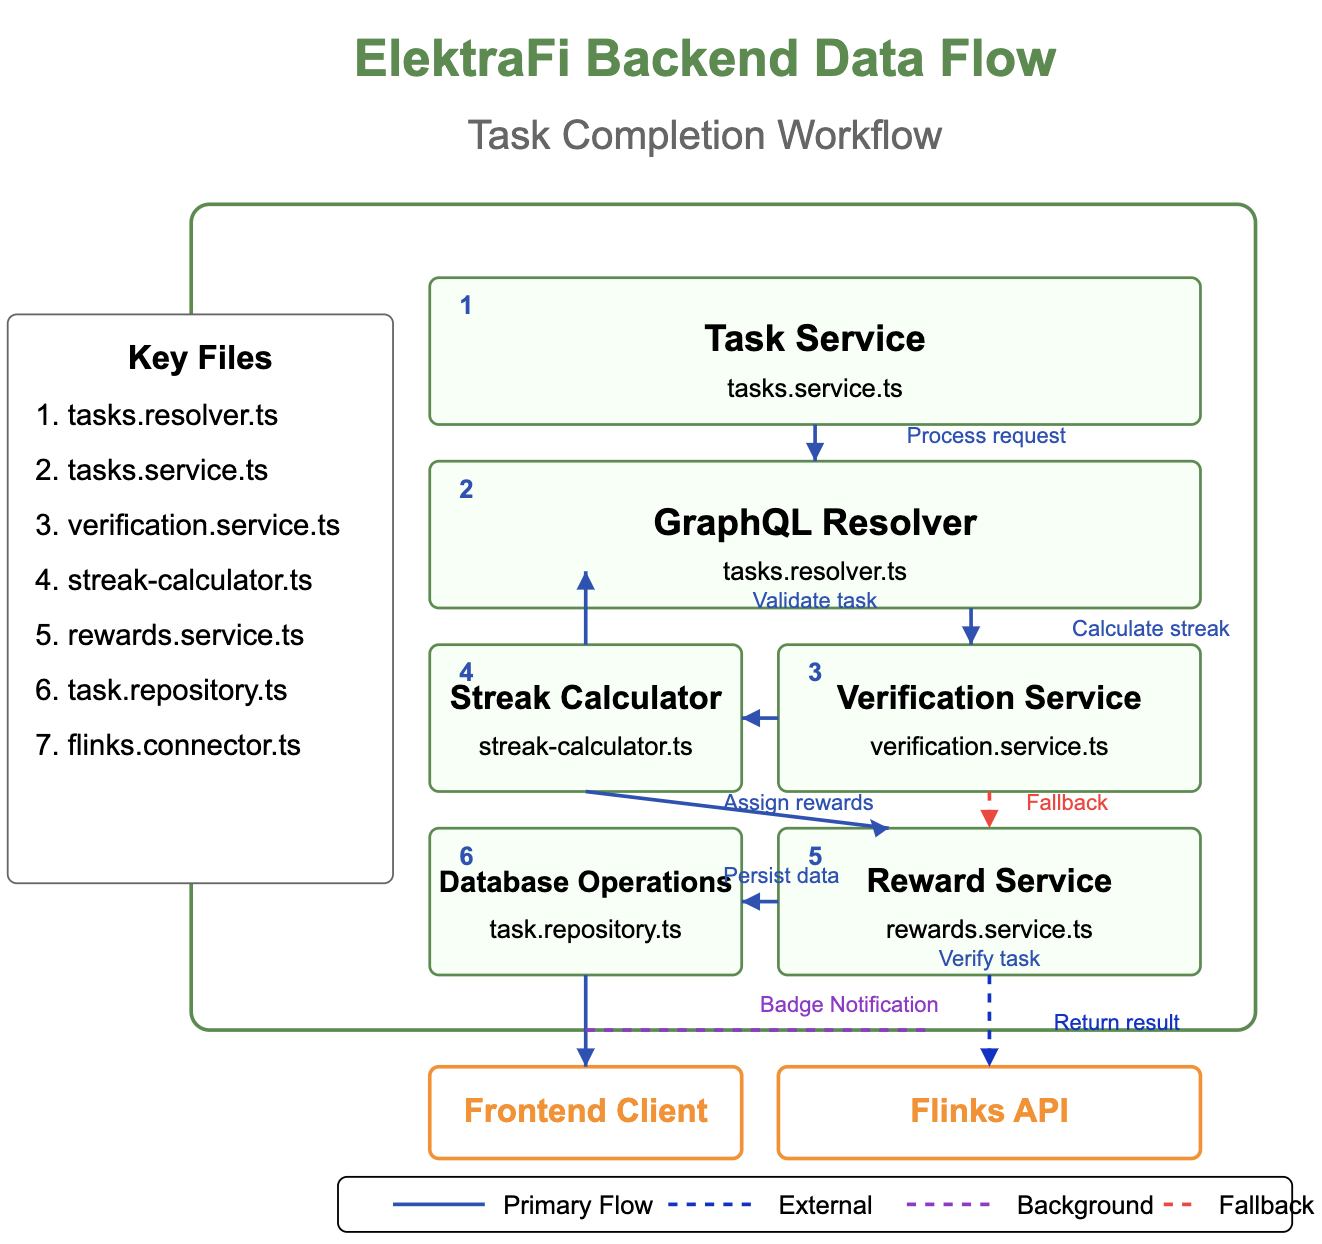 ElektraFi Backend Data Flow
Task Completion Workflow
Key Files
1. tasks.resolver.ts
2. tasks.service.ts
3. verification.service.ts
4. streak-calculator.ts
5. rewards.service.ts
6. task.repository.ts
7. flinks.connector.ts
1
Task Service
tasks.service.ts
Process request
2
GraphQL Resolver
tasks.resolver.ts
Validate task
Calculate streak
4
Streak Calculator
streak-calculator.ts
3
Verification Service
verification.service.ts
Assign rewards
Fallback
6
Database Operations
task.repository.ts
Persist data
5
Reward Service
rewards.service.ts
Verify task
Badge Notification
Return result
Frontend Client
Flinks API
Primary Flow
External
Background
Fallback